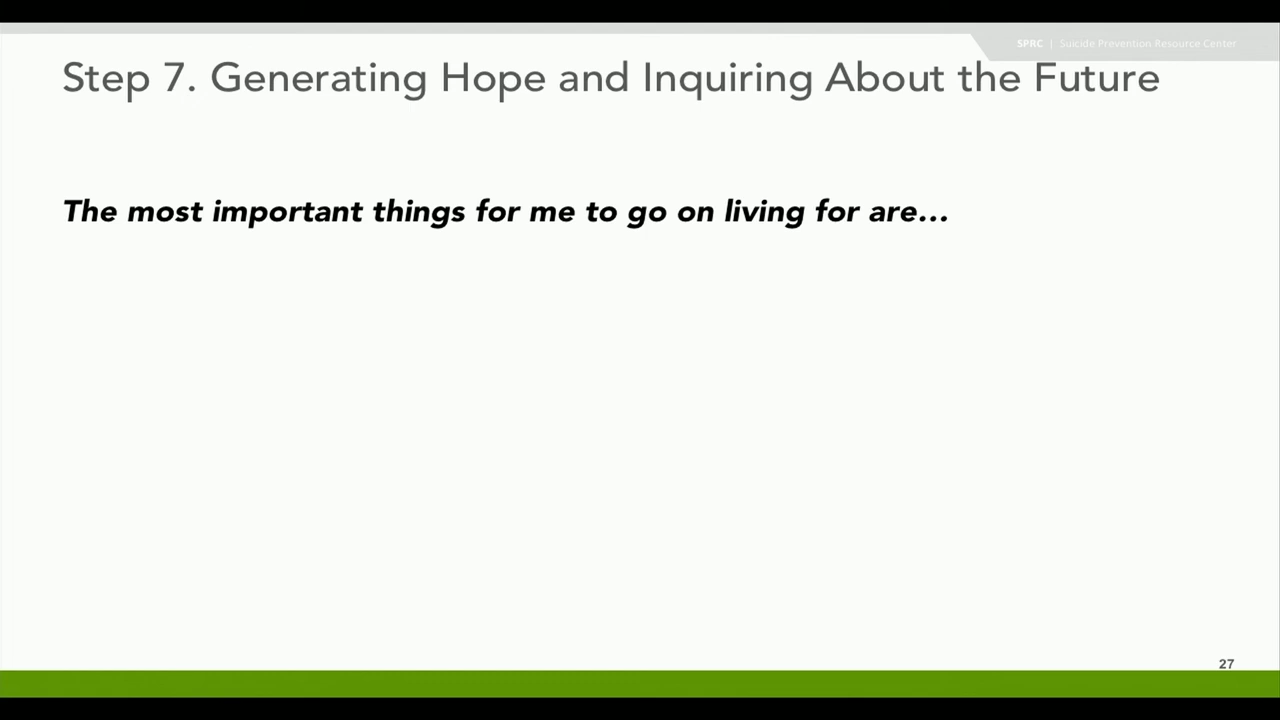 SPRC | Suicide Prevention Resource Center
Step 7. Generating Hope and Inquiring About the Future
The most important things for me to go on living for are...
27